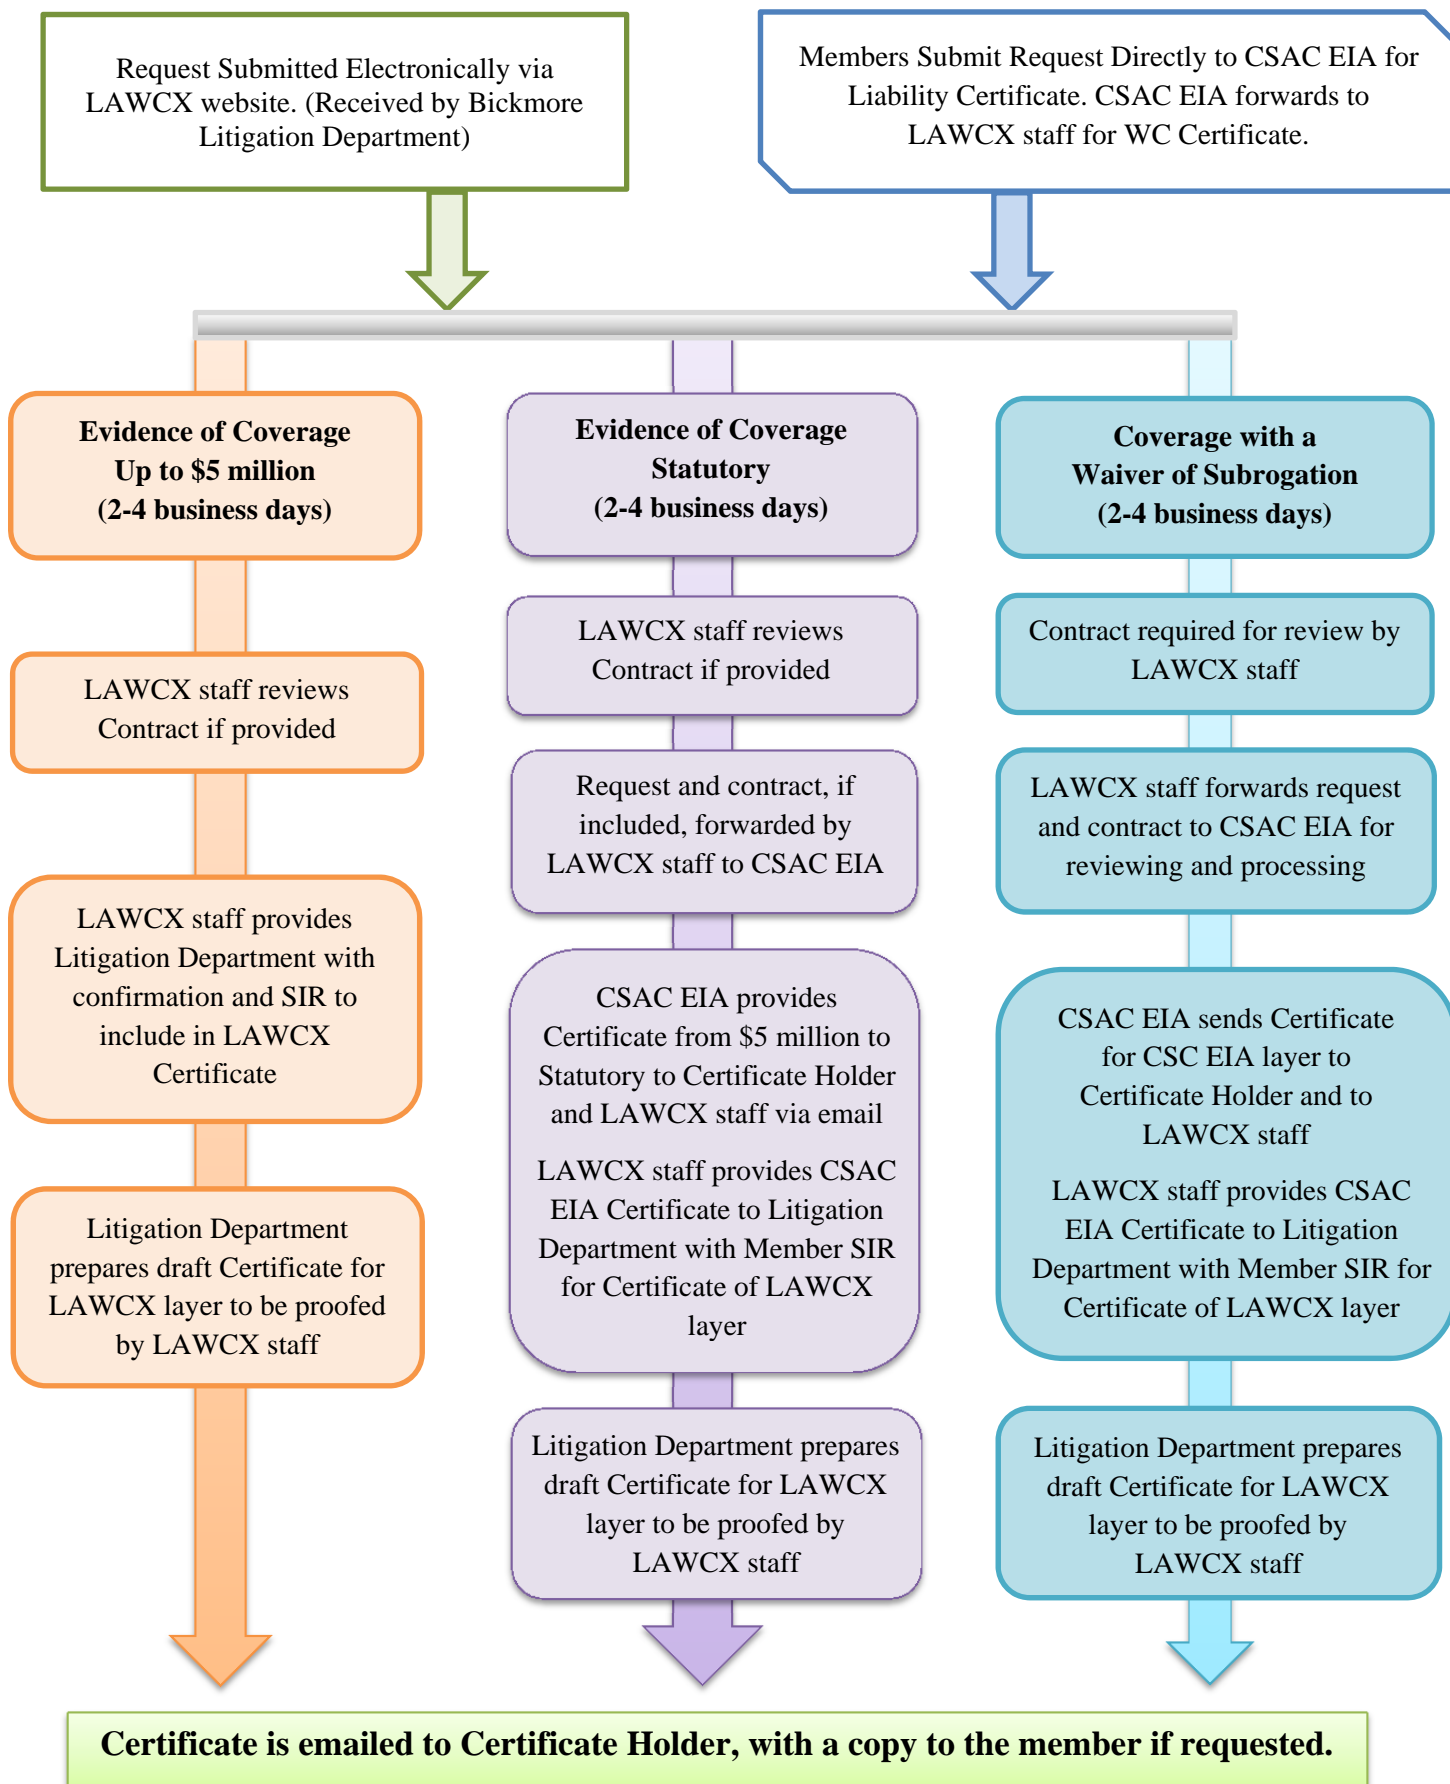 Request Submitted Electronically via
LAWCX website. (Received by Bickmore
Litigation Department)
Members Submit Request Directly to CSAC EIA for
Liability Certificate. CSAC EIA forwards to
LAWCX staff for WC Certificate.
Evidence of Coverage
Up to $5 million
(2-4 business days)
LAWCX staff reviews
Contract if provided
LAWCX staff provides
Litigation Department with
confirmation and SIR to
include in LAWCX
Certificate
Litigation Department
prepares draft Certificate for
LAWCX layer to be proofed
by LAWCX staff
Evidence of Coverage
Statutory
(2-4 business days)
LAWCX staff reviews
Contract if provided
Request and contract, if
included, forwarded by
LAWCX staff to CSAC EIA
CSAC EIA provides
Certificate from $5 million to
Statutory to Certificate Holder
and LAWCX staff via email
LAWCX staff provides CSAC
EIA Certificate to Litigation
Department with Member SIR
for Certificate of LAWCX
layer
Litigation Department prepares
draft Certificate for LAWCX
layer to be proofed by
LAWCX staff
Coverage with a
Waiver of Subrogation
(2-4 business days)
Contract required for review by
LAWCX staff
LAWCX staff forwards request
and contract to CSAC EIA for
reviewing and processing
CSAC EIA sends Certificate
for CSC EIA layer to
Certificate Holder and to
LAWCX staff
LAWCX staff provides CSAC
EIA Certificate to Litigation
Department with Member SIR for
Certificate of LAWCX layer
Litigation Department prepares
draft Certificate for LAWCX
layer to be proofed by
LAWCX staff
Certificate is emailed to Certificate Holder, with a copy to the member if requested.